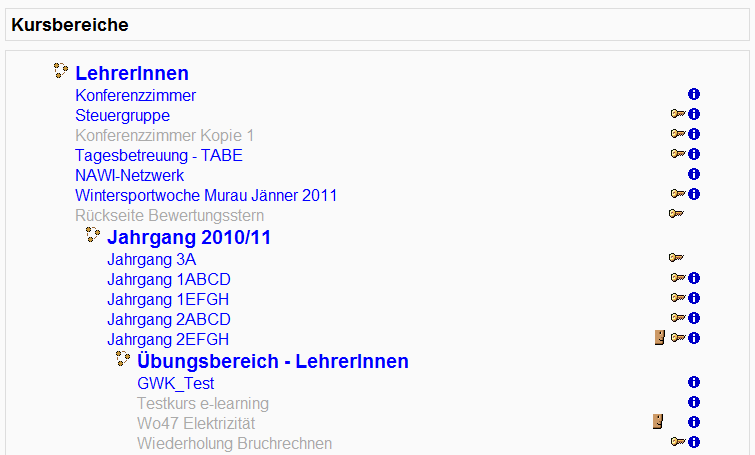 Kursbereiche
LehrerInnen
Konferenzzimmer
Steuergruppe
Konferenzzimmer Kopie 1
Tagesbetreuung - TABE
NAWI-Netzwerk
Wintersportwoche Murau Jänner 2011
Rückseite Bewertungsstern
Jahrgang 2010/11
Jahrgang 3A
Jahrgang 1ABCD
Jahrgang 1EFGH
Jahrgang 2ABCD
Jahrgang 2EFGH
Übungsbereich - LehrerInnen
GWK_Test
Testkurs e-learning
Wo47 Elektrizität
Wiederholung Bruchrechnen